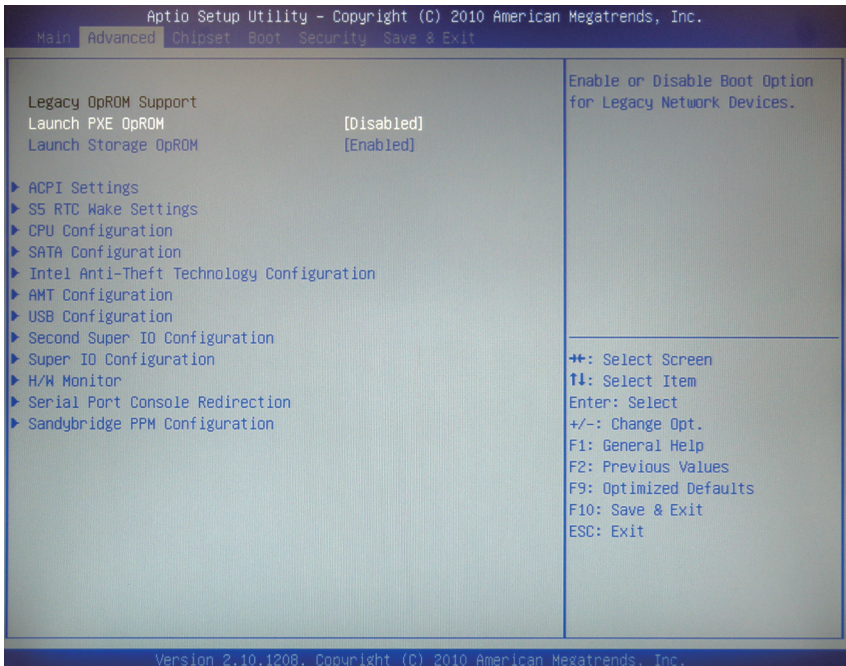 Aptio Setup Utility – Copyright (C) 2010 American Megatrends, Inc.
Main Advanced Chipset Boot Security Save & Exit
Legacy OpROM Support
Launch PXE OpROM [Disabled]
Launch Storage OpROM [Enabled]
ACPI Settings
S5 RTC Wake Settings
CPU Configuration
SATA Configuration
Intel Anti-Theft Technology Configuration
AMT Configuration
USB Configuration
Second Super IO Configuration
Super IO Configuration
H/W Monitor
Serial Port Console Redirection
Sandybridge PPM Configuration
Enable or Disable Boot Option
for Legacy Network Devices.
→←: Select Screen
↑↓: Select Item
Enter: Select
+/-: Change Opt.
F1: General Help
F2: Previous Values
F9: Optimized Defaults
F10: Save & Exit
ESC: Exit
Version 2.10.1208. Copyright (C) 2010 American Megatrends, Inc.